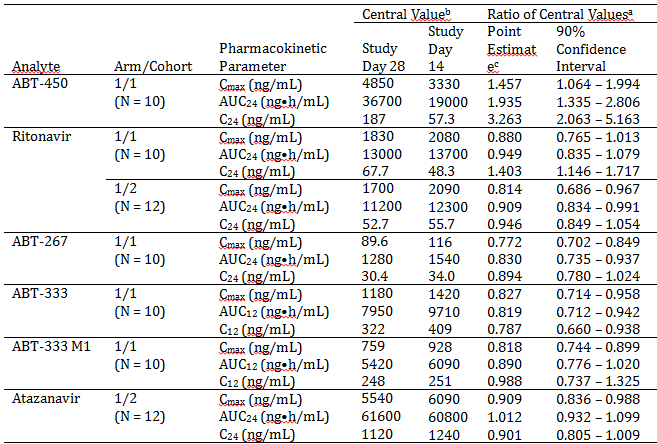 Central Valueᵇ Ratio of Central Valuesᵃ
Analyte Arm/Cohort Pharmacokinetic Parameter Study Day 28 Study Day 14 Point Estimateᶜ 90% Confidence Interval
ABT-450 1/1 Cmax (ng/mL) 4850 3330 1.457 1.064 – 1.994
(N = 10) AUC24 (ng•h/mL) 36700 19000 1.935 1.335 – 2.806
C24 (ng/mL) 187 57.3 3.263 2.063 – 5.163
Ritonavir 1/1 Cmax (ng/mL) 1830 2080 0.880 0.765 – 1.013
(N = 10) AUC24 (ng•h/mL) 13000 13700 0.949 0.835 – 1.079
C24 (ng/mL) 67.7 48.3 1.403 1.146 – 1.717
1/2 Cmax (ng/mL) 1700 2090 0.814 0.686 – 0.967
(N = 12) AUC24 (ng•h/mL) 11200 12300 0.909 0.834 – 0.991
C24 (ng/mL) 52.7 55.7 0.946 0.849 – 1.054
ABT-267 1/1 Cmax (ng/mL) 89.6 116 0.772 0.702 – 0.849
(N = 10) AUC24 (ng•h/mL) 1280 1540 0.830 0.735 – 0.937
C24 (ng/mL) 30.4 34.0 0.894 0.780 – 1.024
ABT-333 1/1 Cmax (ng/mL) 1180 1420 0.827 0.714 – 0.958
(N = 10) AUC12 (ng•h/mL) 7950 9710 0.819 0.712 – 0.942
C12 (ng/mL) 322 409 0.787 0.660 – 0.938
ABT-333 M1 1/1 Cmax (ng/mL) 759 928 0.818 0.744 – 0.899
(N = 10) AUC12 (ng•h/mL) 5420 6090 0.890 0.776 – 1.020
C12 (ng/mL) 248 251 0.988 0.737 – 1.325
Atazanavir 1/2 Cmax (ng/mL) 5540 6090 0.909 0.836 – 0.988
(N = 12) AUC24 (ng•h/mL) 61600 60800 1.012 0.932 – 1.099
C24 (ng/mL) 1120 1240 0.901 0.805 – 1.009